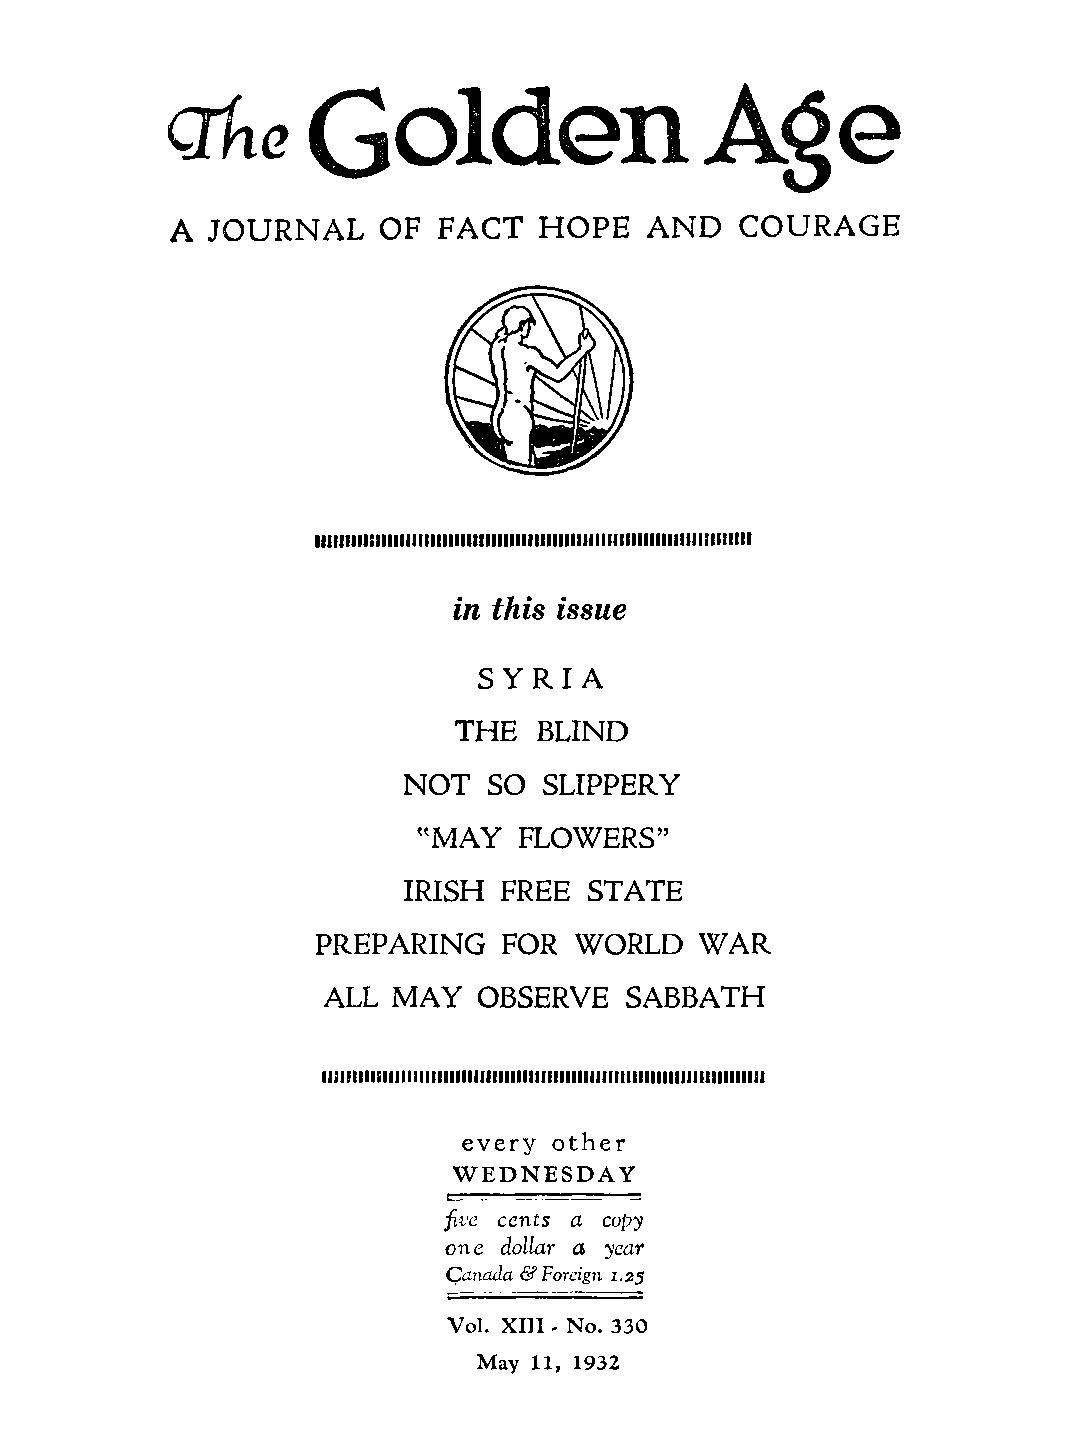 The Golden Age
A JOURNAL OF FACT HOPE AND COURAGE
in this issue
SYRIA
THE BLIND
NOT SO SLIPPERY
"MAY FLOWERS"
IRISH FREE STATE
PREPARING FOR WORLD WAR
ALL MAY OBSERVE SABBATH
every other
WEDNESDAY
five cents a copy
one dollar a year
Canada & Foreign 1.25
Vol. XIII - No. 330
May 11, 1932